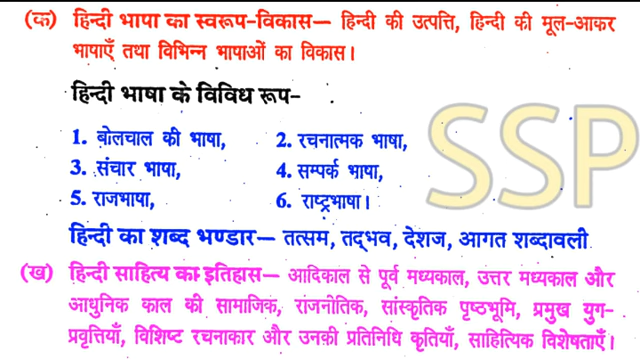 (क) हिन्दी भाषा का स्वरूप-विकास— हिन्दी की उत्पत्ति, हिन्दी की मूल-आकर
भाषाएँ तथा विभिन्न भाषाओं का विकास।
हिन्दी भाषा के विविध रूप-
1. बोलचाल की भाषा, 2. रचनात्मक भाषा,
3. संचार भाषा, 4. सम्पर्क भाषा,
5. राजभाषा, 6. राष्ट्रभाषा।
SSP
हिन्दी का शब्द भण्डार— तत्सम, तद्भव, देशज, आगत शब्दावली
(ख) हिन्दी साहित्य का इतिहास— आदिकाल से पूर्व मध्यकाल, उत्तर मध्यकाल और
आधुनिक काल की सामाजिक, राजनीतिक, सांस्कृतिक पृष्ठभूमि, प्रमुख युग-
प्रवृत्तियाँ, विशिष्ट रचनाकार और उनकी प्रतिनिधि कृतियाँ, साहित्यिक विशेषताएँ।